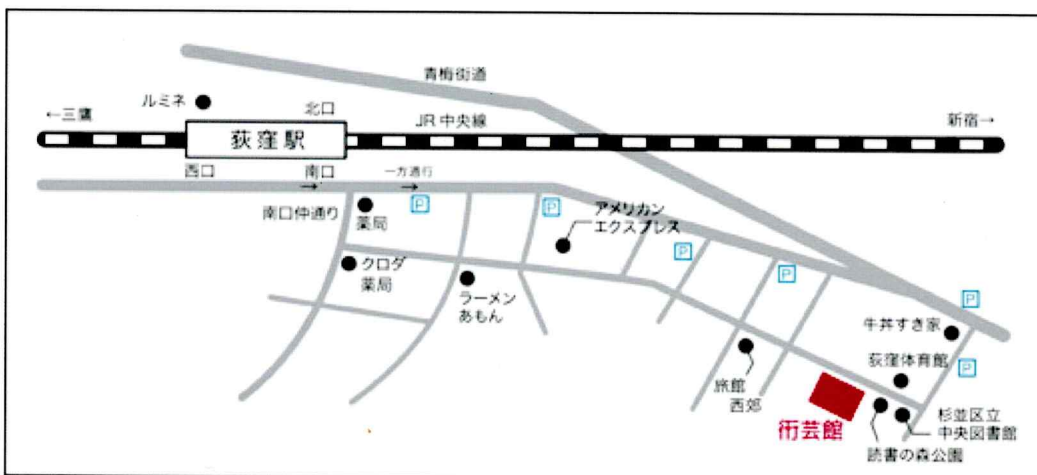 青梅街道
ルミネ
北口
←三鷹
荻窪駅
JR中央線
新宿→
西口
南口
一方通行
→
→
南口仲通り
薬局
P
P
アメリカン
エクスプレス
P
P
P
クロダ
薬局
ラーメン
あもん
牛丼すき家
荻窪体育館
P
旅館
西郊
衎芸館
杉並区立
中央図書館
読書の森公園